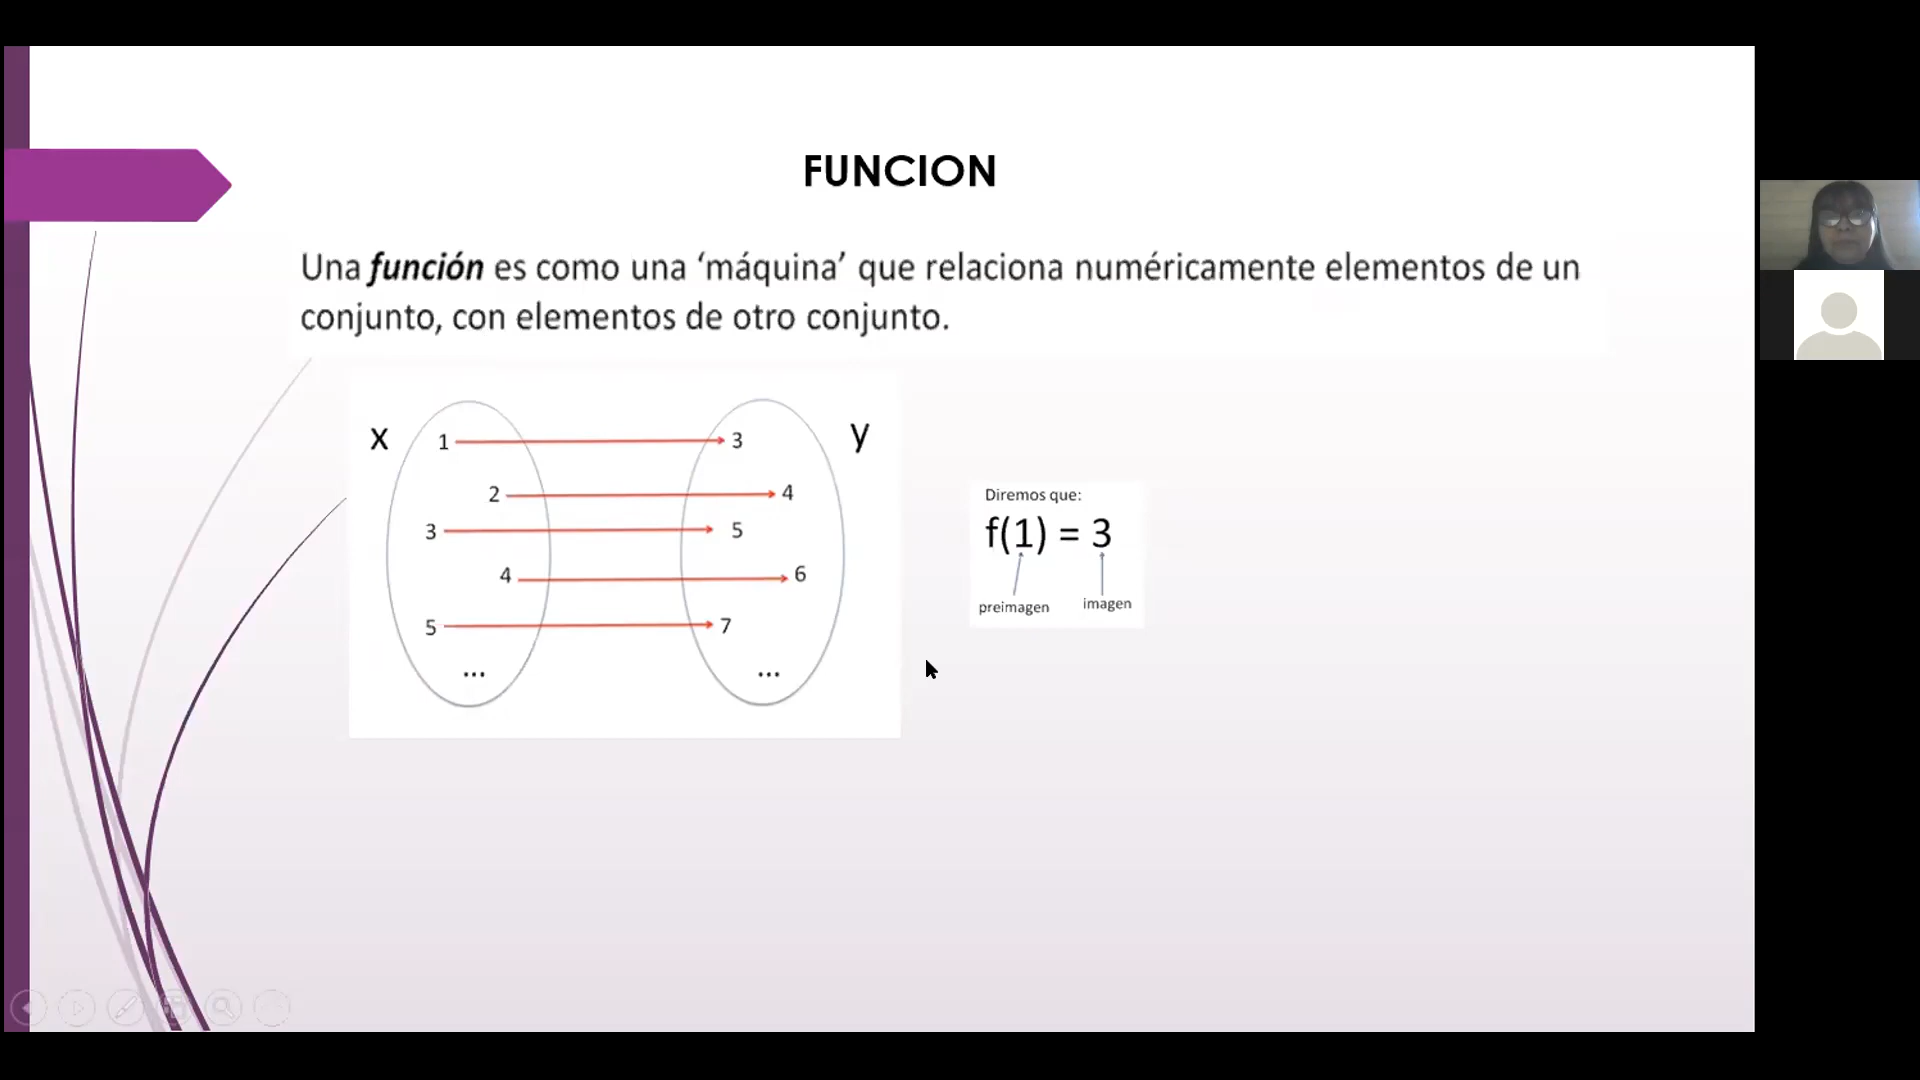 FUNCION
Una función es como una ‘máquina’ que relaciona numéricamente elementos de un
conjunto, con elementos de otro conjunto.
x
y
1 3
2 4
3 5
4 6
5 7
... ...
Diremos que:
f(1) = 3
preimagen imagen